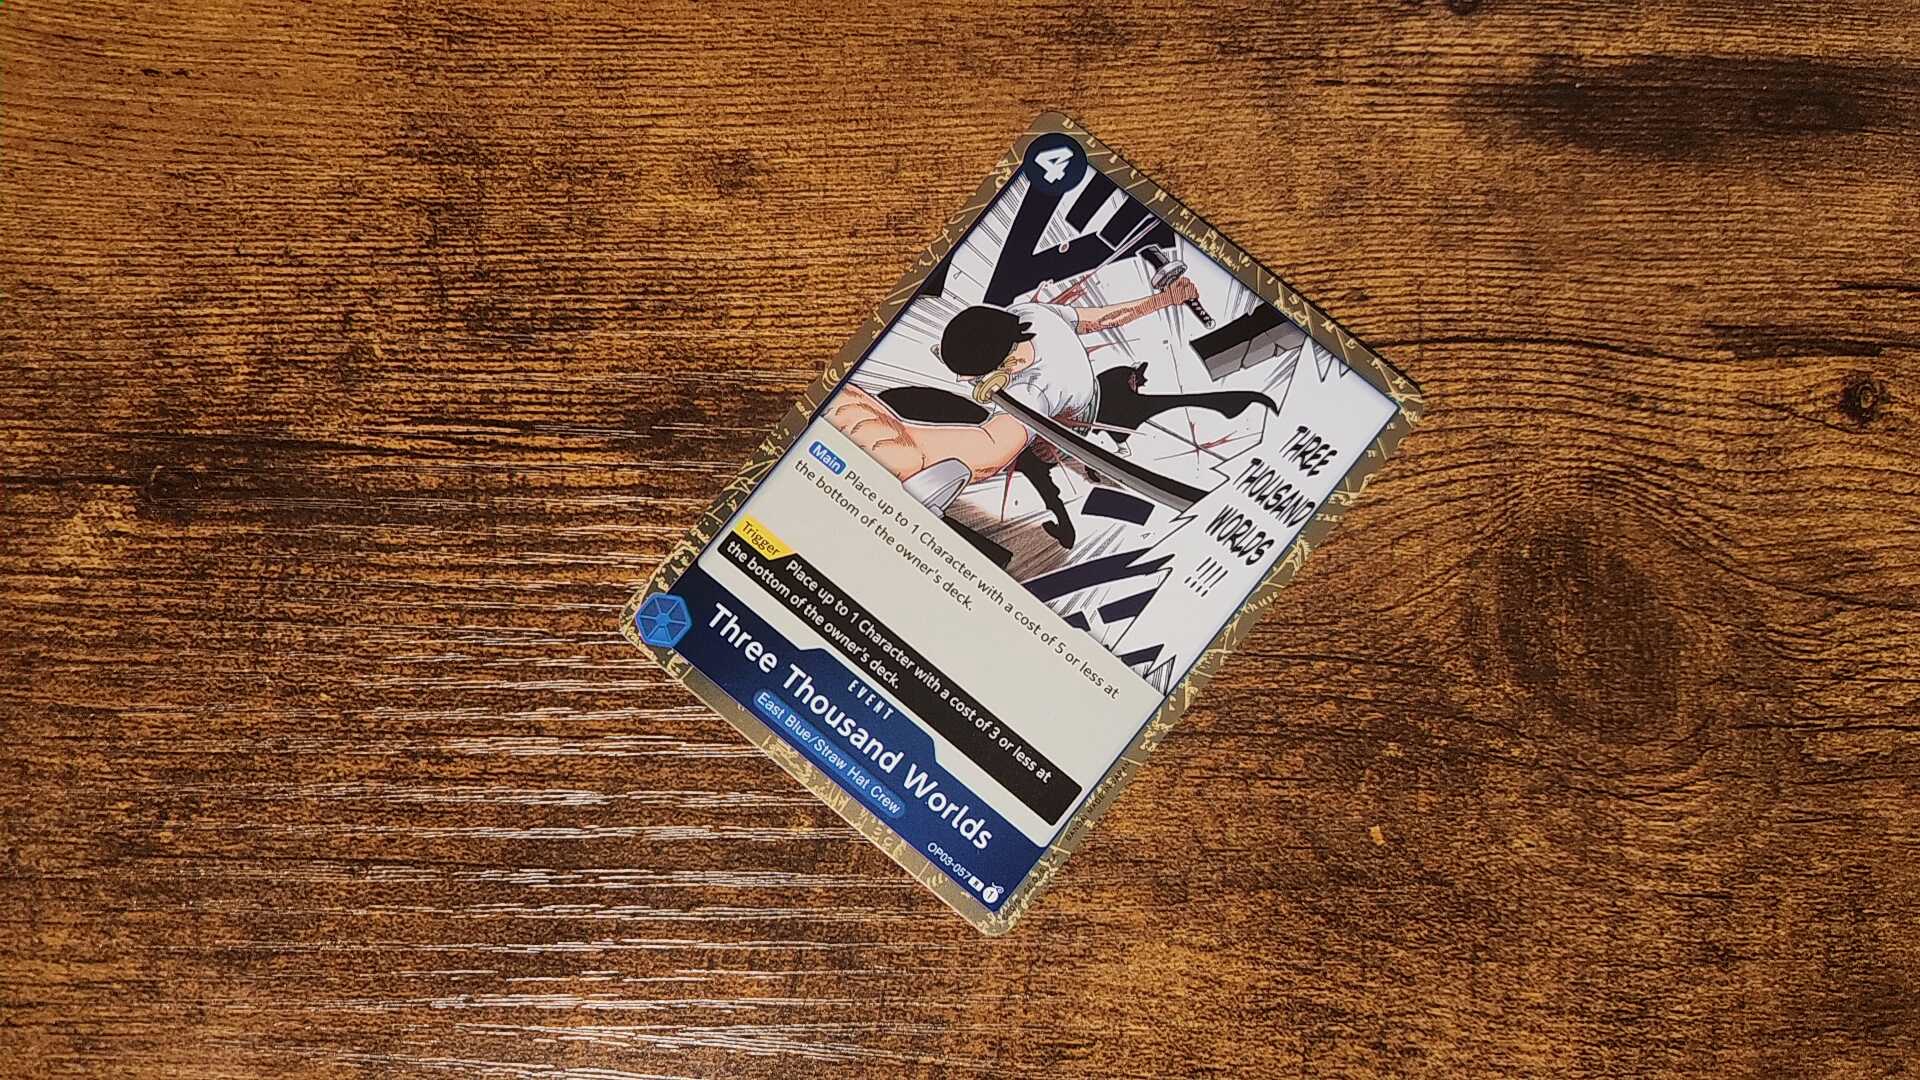 4
THREE
THOUSAND
WORLDS
!!!!
Main Place up to 1 Character with a cost of 5 or less at
the bottom of the owner's deck.
Trigger Place up to 1 Character with a cost of 3 or less at
the bottom of the owner's deck.
EVENT
Three Thousand Worlds
East Blue/Straw Hat Crew
OP03-057 R 1